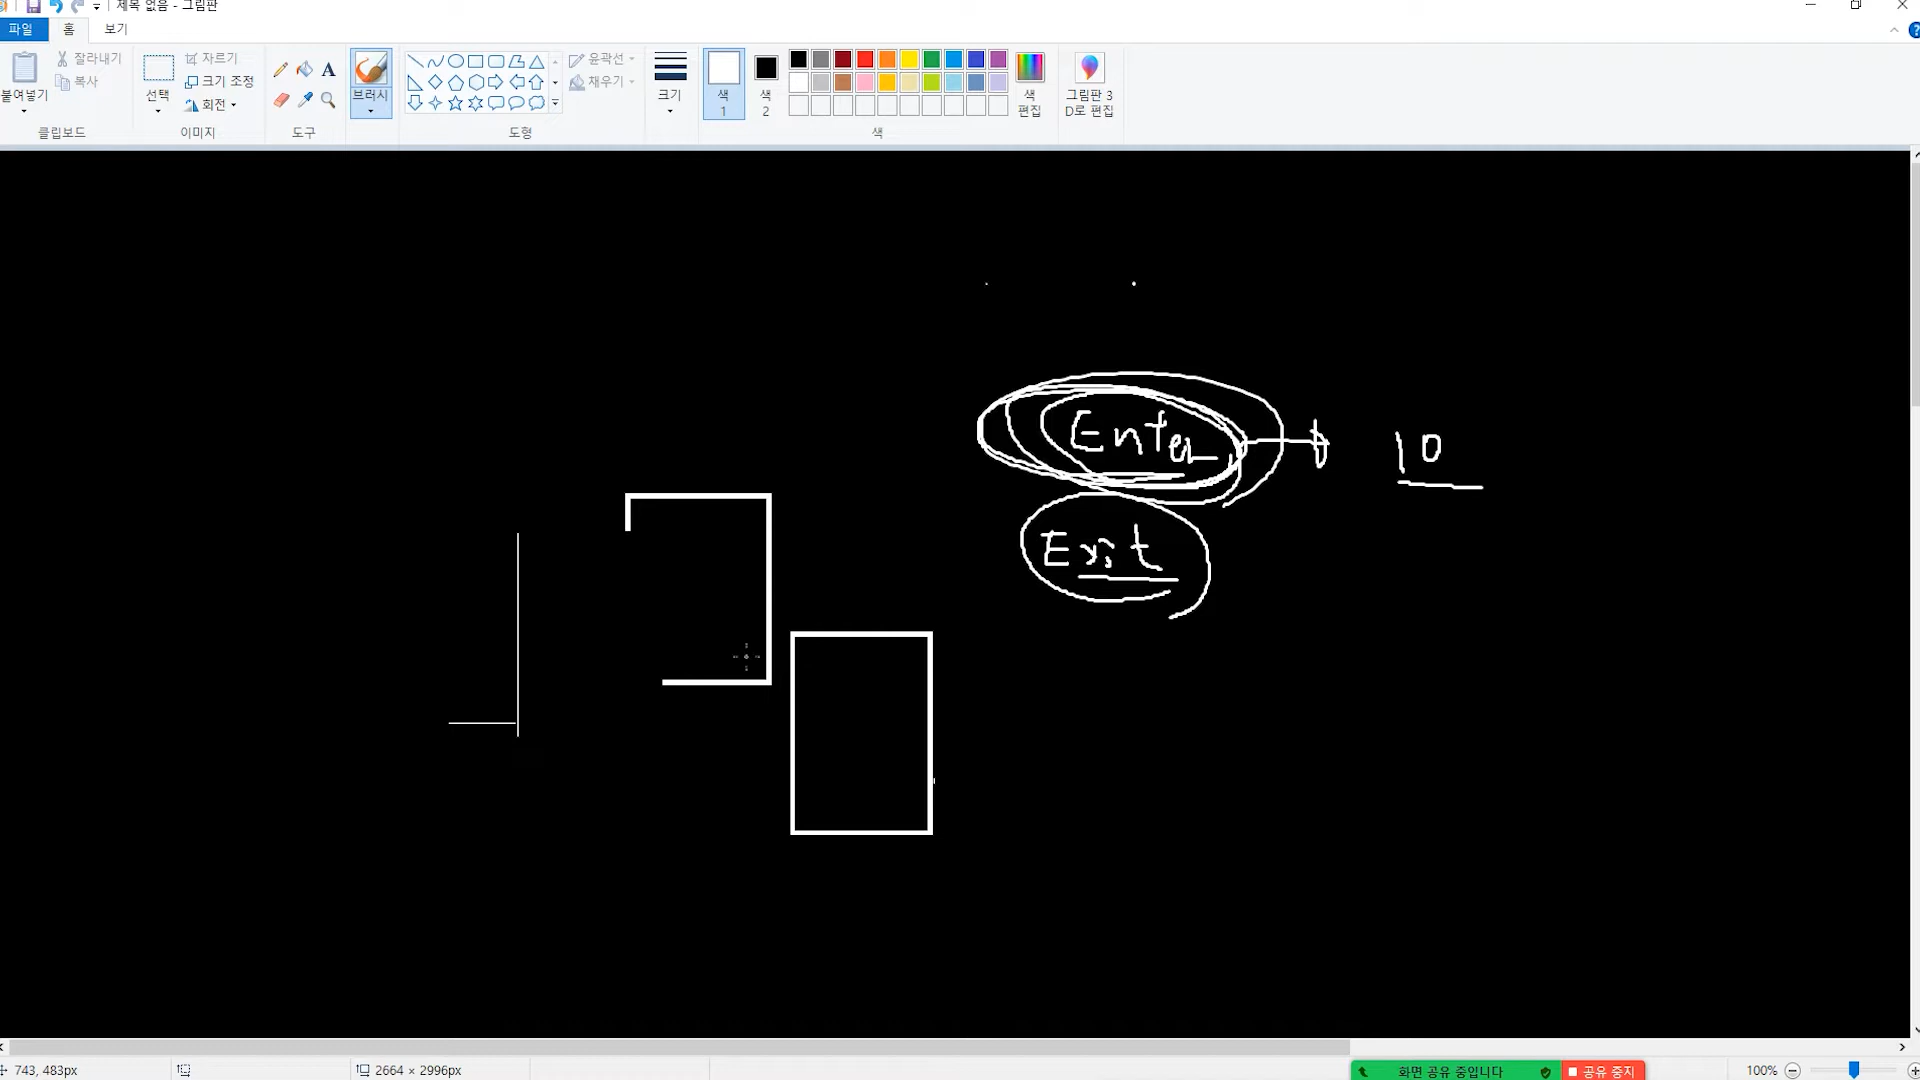 제목 없음 - 그림판
파일 홈 보기
붙여넣기
잘라내기
복사
클립보드
선택
자르기
크기 조정
회전
이미지
A
도구
브러시
도형
윤곽선
채우기
크기
색
1
색
2
색
색
편집
그림판 3
D로 편집
Enter
10
Exit
743, 483px
2664 × 2996px
화면 공유 중입니다
공유 중지
100%